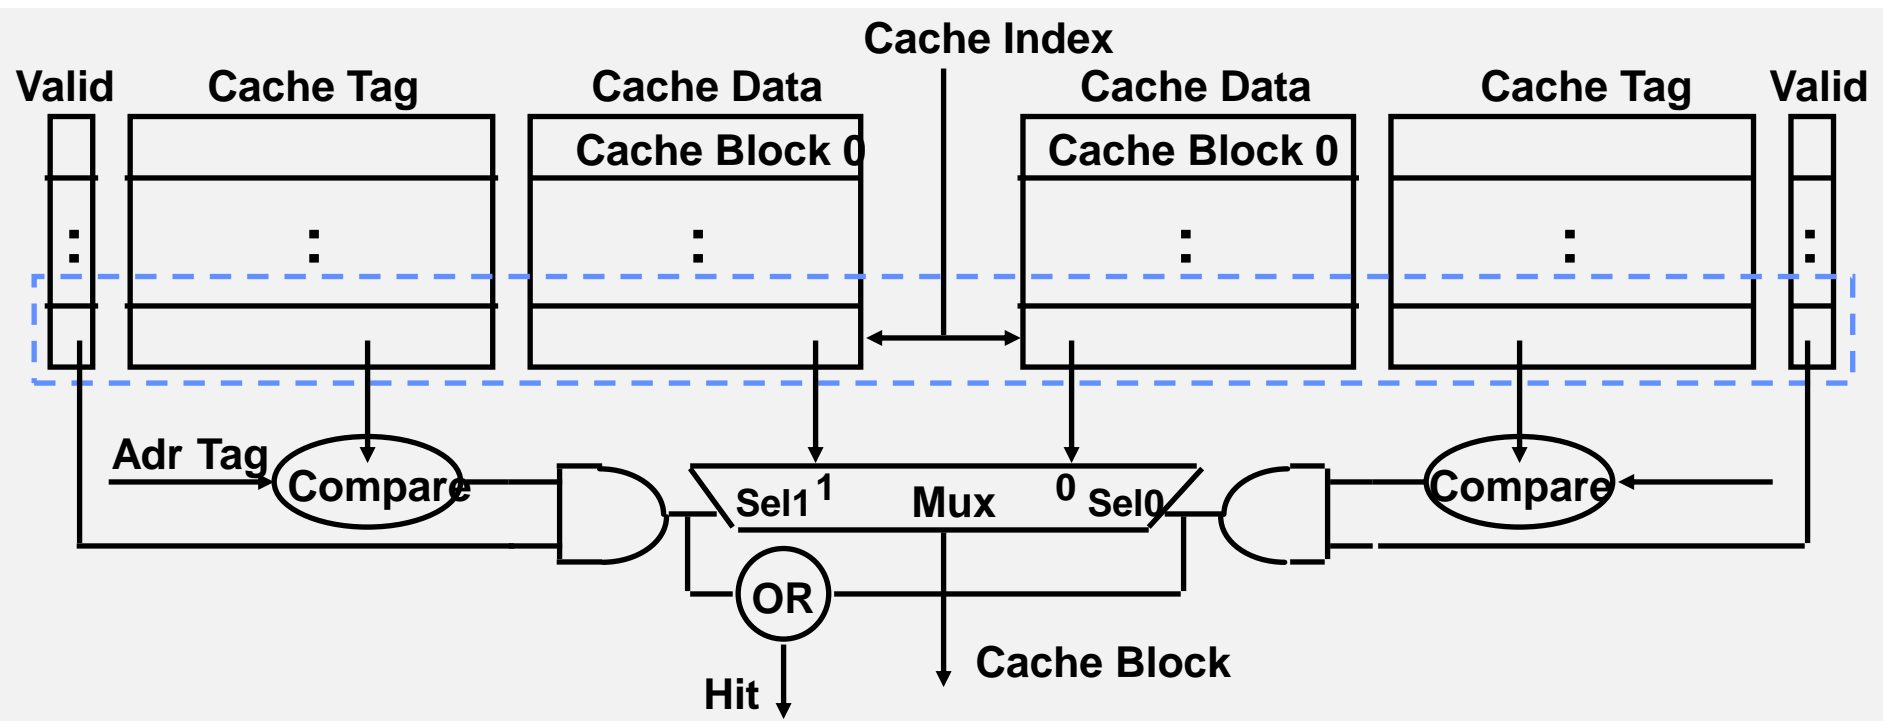 Cache Index
Valid Cache Tag Cache Data Cache Data Cache Tag Valid
Cache Block 0 Cache Block 0
: : : : : :
Adr Tag
Compare Sel1 1 Mux 0 Sel0 Compare
OR
Cache Block
Hit